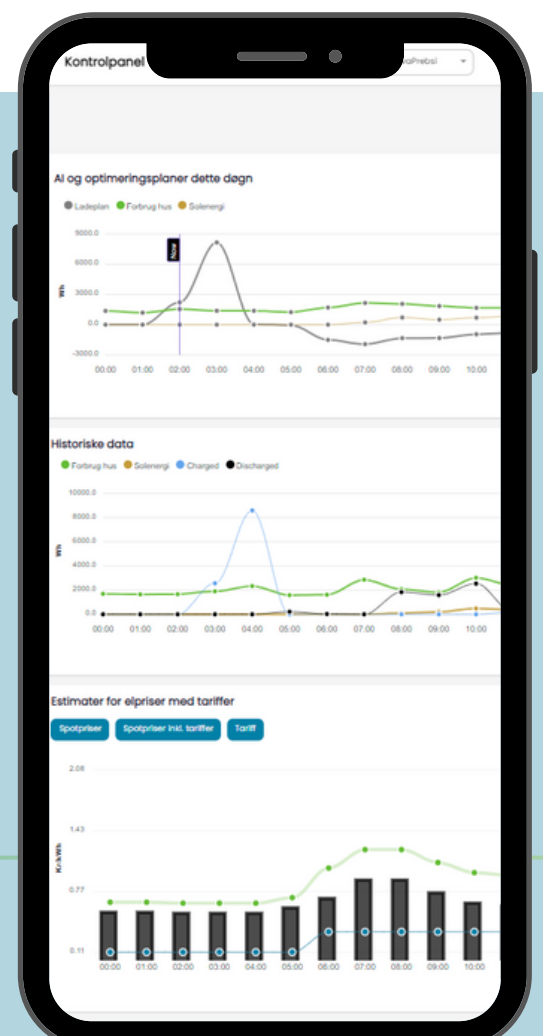 Kontrolpanel
aPrebsi
AI og optimeringsplaner dette døgn
Ladeplan Forbrug hus Solenergi
9000.0
Now
6000.0
Wh
3000.0
0.0
-3000.0
00:00 01:00 02:00 03:00 04:00 05:00 06:00 07:00 08:00 09:00 10:00
Historiske data
Forbrug hus Solenergi Charged Discharged
10000.0
8000.0
6000.0
Wh
4000.0
2000.0
0.0
00:00 01:00 02:00 03:00 04:00 05:00 06:00 07:00 08:00 09:00 10:00
Estimater for elpriser med tariffer
Spotpriser Spotpriser inkl. tariffer Tariff
2.08
1.43
Kr/kWh
0.77
0.11
00:00 01:00 02:00 03:00 04:00 05:00 06:00 07:00 08:00 09:00 10:00